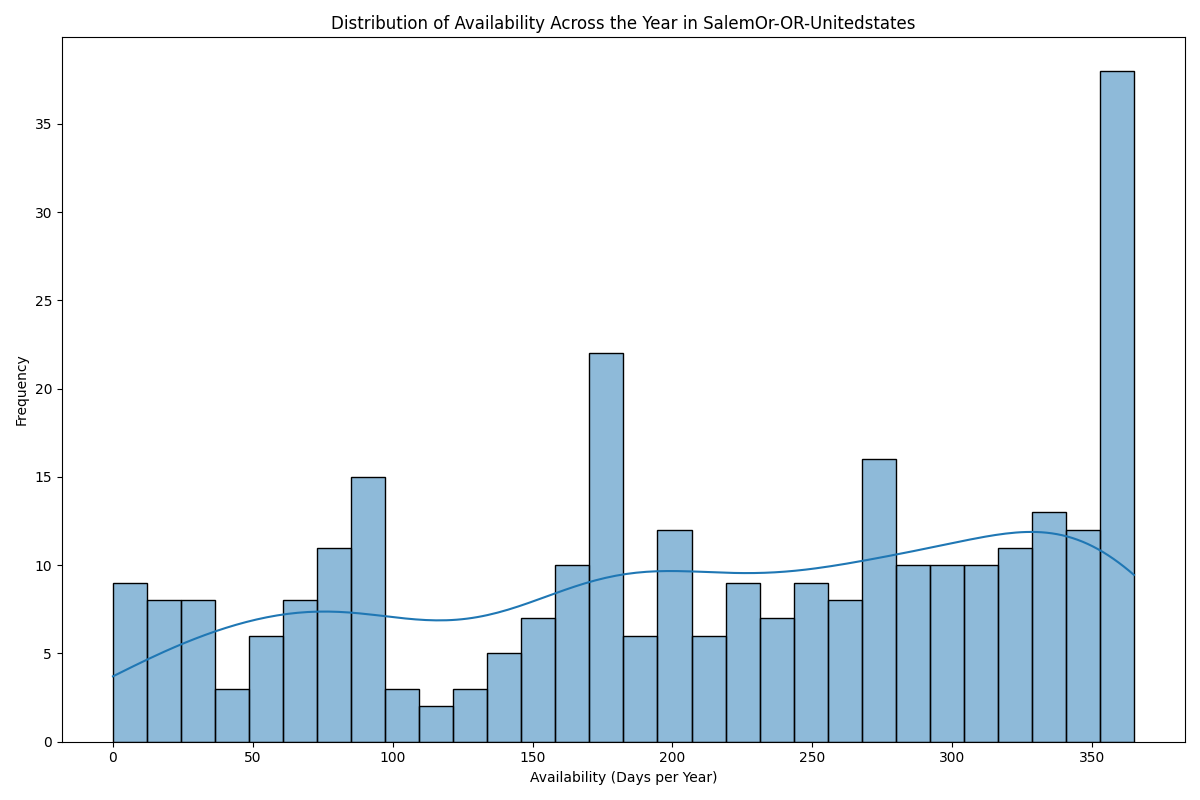 Distribution of Availability Across the Year in SalemOr-OR-Unitedstates
Frequency
35
30
25
20
15
10
5
0
0 50 100 150 200 250 300 350
Availability (Days per Year)